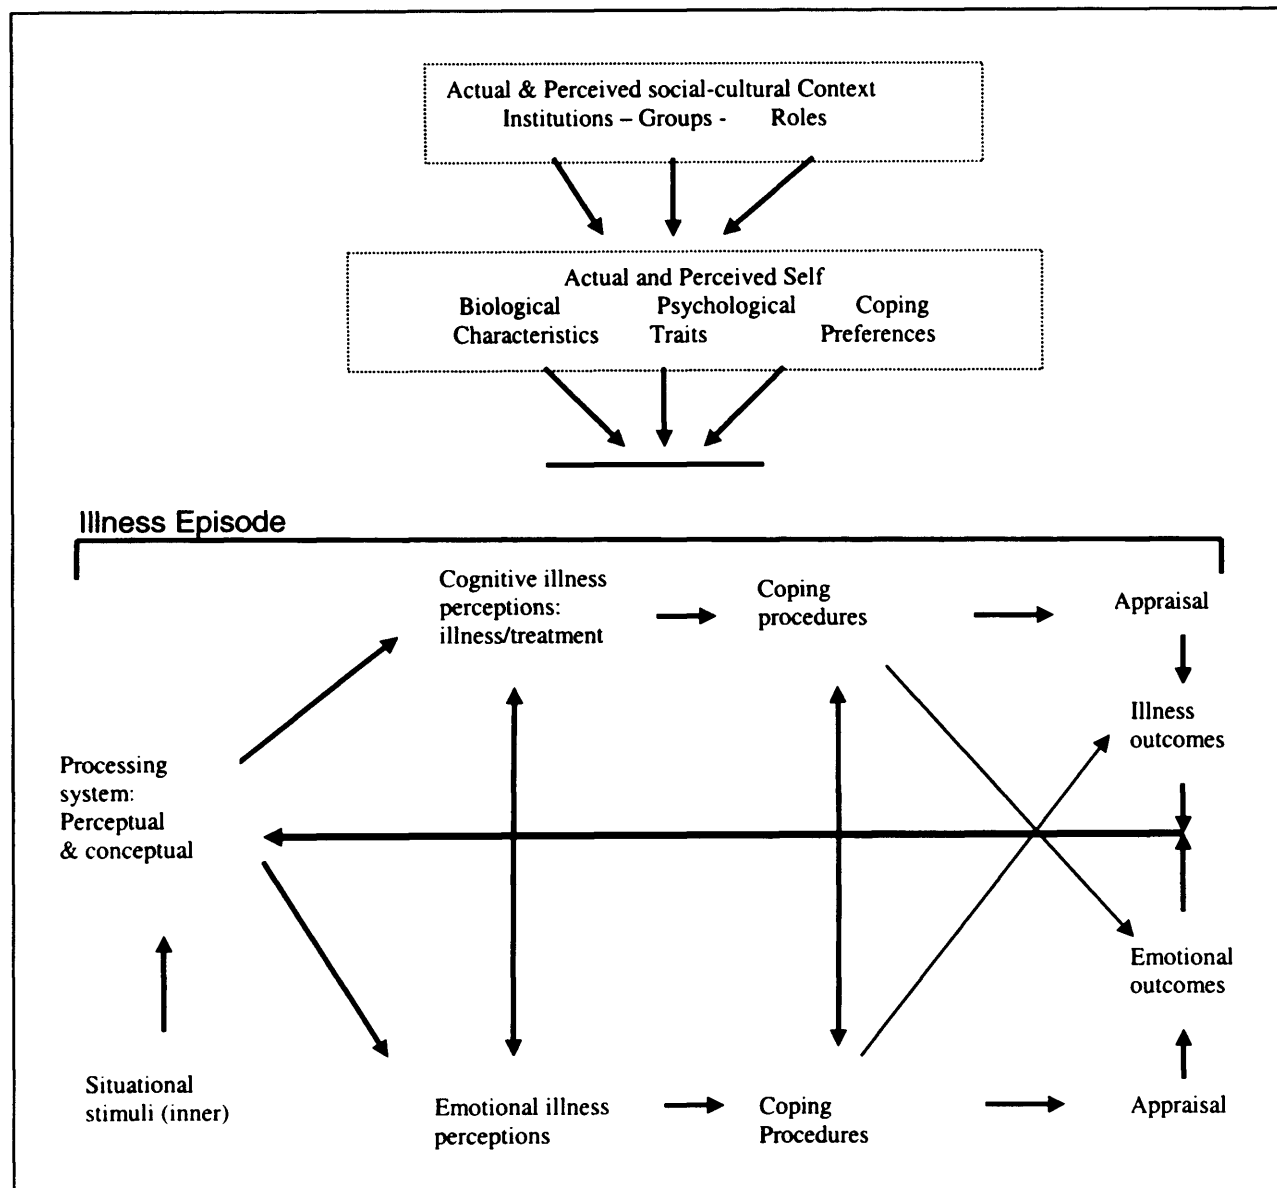 Actual & Perceived social-cultural Context
Institutions – Groups - Roles
Actual and Perceived Self
Biological Psychological Coping
Characteristics Traits Preferences
Illness Episode
Cognitive illness
perceptions:
illness/treatment
Coping
procedures
Appraisal
Illness
outcomes
Processing
system:
Perceptual
& conceptual
Emotional
outcomes
Situational
stimuli (inner)
Emotional illness
perceptions
Coping
Procedures
Appraisal